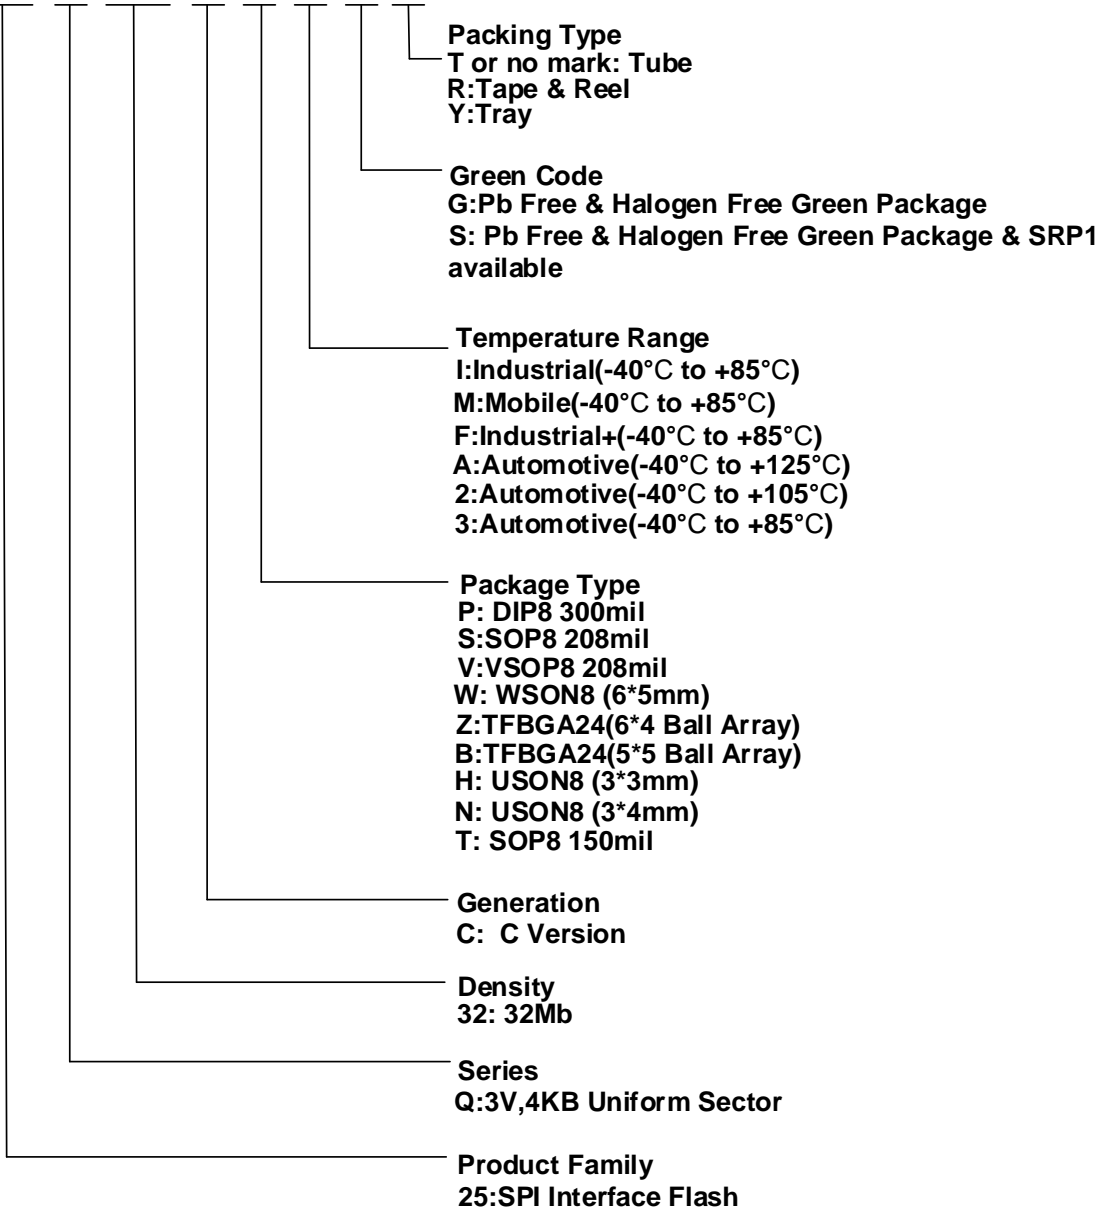 Packing Type
T or no mark: Tube
R:Tape & Reel
Y:Tray
Green Code
G:Pb Free & Halogen Free Green Package
S: Pb Free & Halogen Free Green Package & SRP1
available
Temperature Range
I:Industrial(-40°C to +85°C)
M:Mobile(-40°C to +85°C)
F:Industrial+(-40°C to +85°C)
A:Automotive(-40°C to +125°C)
2:Automotive(-40°C to +105°C)
3:Automotive(-40°C to +85°C)
Package Type
P: DIP8 300mil
S:SOP8 208mil
V:VSOP8 208mil
W: WSON8 (6*5mm)
Z:TFBGA24(6*4 Ball Array)
B:TFBGA24(5*5 Ball Array)
H: USON8 (3*3mm)
N: USON8 (3*4mm)
T: SOP8 150mil
Generation
C: C Version
Density
32: 32Mb
Series
Q:3V,4KB Uniform Sector
Product Family
25:SPI Interface Flash